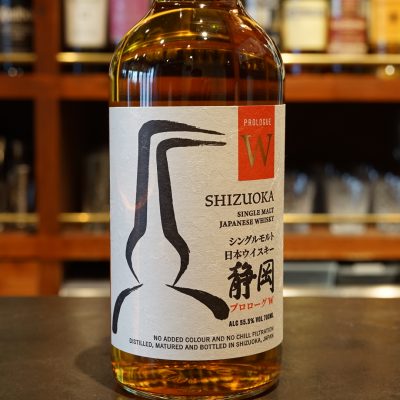 PROLOGUE
W
SHIZUOKA
SINGLE MALT
JAPANESE WHISKY
シングルモルト
日本ウイスキー
静岡
プロローグW
ALC 55.5% VOL 700ML
NO ADDED COLOUR AND NO CHILL FILTRATION
DISTILLED, MATURED AND BOTTLED IN SHIZUOKA, JAPAN